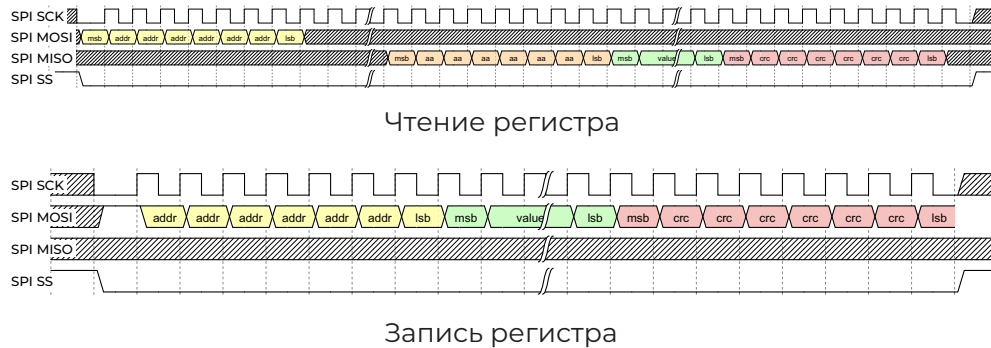 SPI SCK
SPI MOSI msb addr addr addr addr addr addr lsb
SPI MISO msb aa aa aa aa aa aa lsb msb value lsb msb crc crc crc crc crc crc lsb
SPI SS
Чтение регистра
SPI SCK
SPI MOSI addr addr addr addr addr addr lsb msb value lsb msb crc crc crc crc crc crc lsb
SPI MISO
SPI SS
Запись регистра